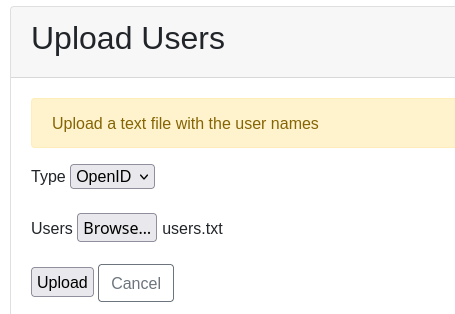 Upload Users
Upload a text file with the user names
Type OpenID
Users Browse... users.txt
Upload Cancel